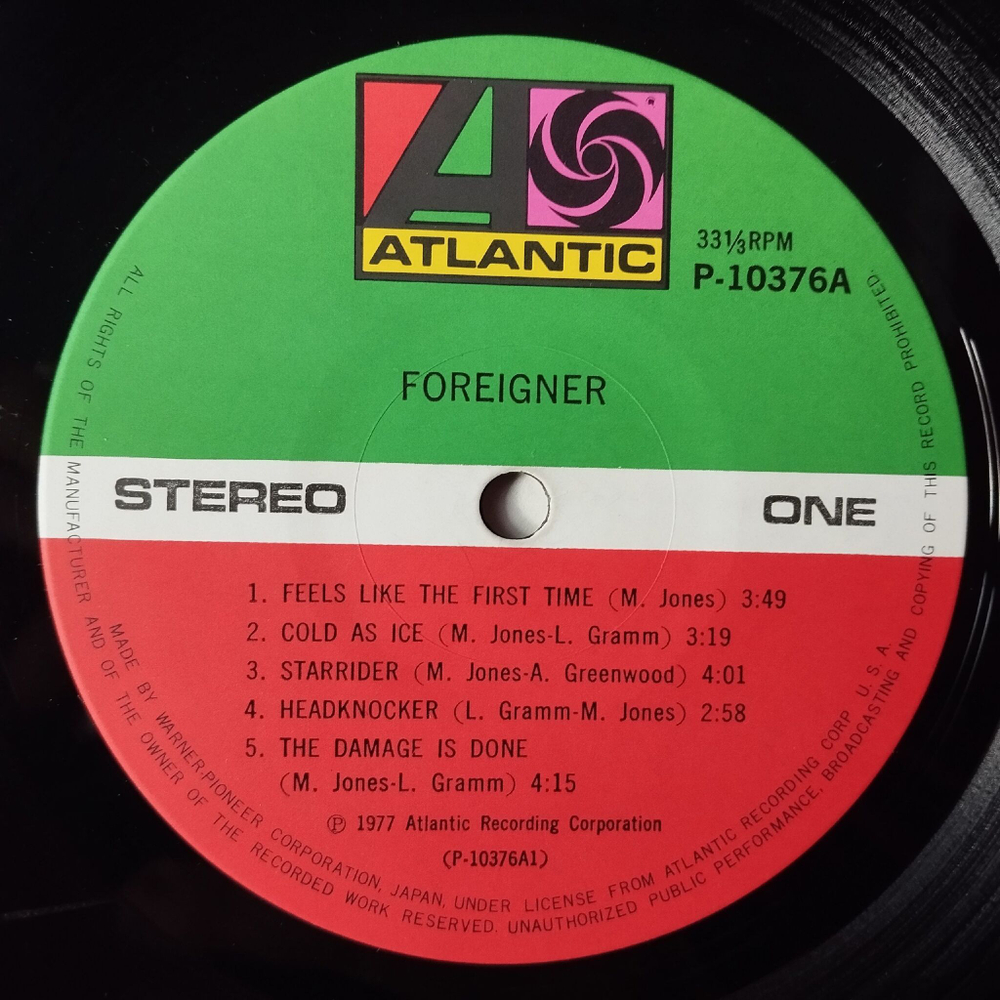 ATLANTIC
®
33⅓RPM
P-10376A
FOREIGNER
STEREO
ONE
1. FEELS LIKE THE FIRST TIME (M. Jones) 3:49
2. COLD AS ICE (M. Jones-L. Gramm) 3:19
3. STARRIDER (M. Jones-A. Greenwood) 4:01
4. HEADKNOCKER (L. Gramm-M. Jones) 2:58
5. THE DAMAGE IS DONE
(M. Jones-L. Gramm) 4:15
℗ 1977 Atlantic Recording Corporation
(P-10376A1)
MADE BY WARNER-PIONEER CORPORATION, JAPAN, UNDER LICENSE FROM ATLANTIC RECORDING CORP U. S. A.
ALL RIGHTS OF THE MANUFACTURER AND OF THE OWNER OF THE RECORDED WORK RESERVED. UNAUTHORIZED PUBLIC PERFORMANCE, BROADCASTING AND COPYING OF THIS RECORD PROHIBITED.